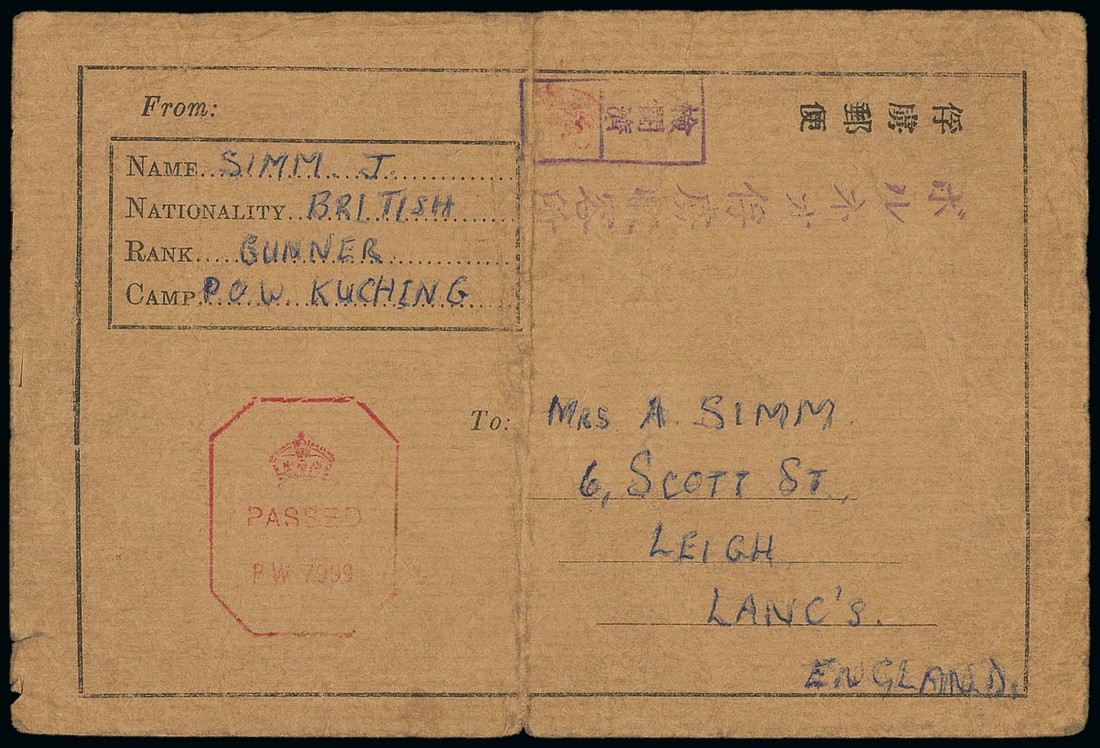 From:
NAME..SIMM. J.
NATIONALITY..BRITISH
RANK.....GUNNER
CAMP.POW KUCHING
俘虜郵便
検閲済
ボルネオ俘虜収容所
PASSED
P.W. 7999
To: MRS A. SIMM.
6, SCOTT ST,
LEIGH
LANC'S.
ENGLAND.